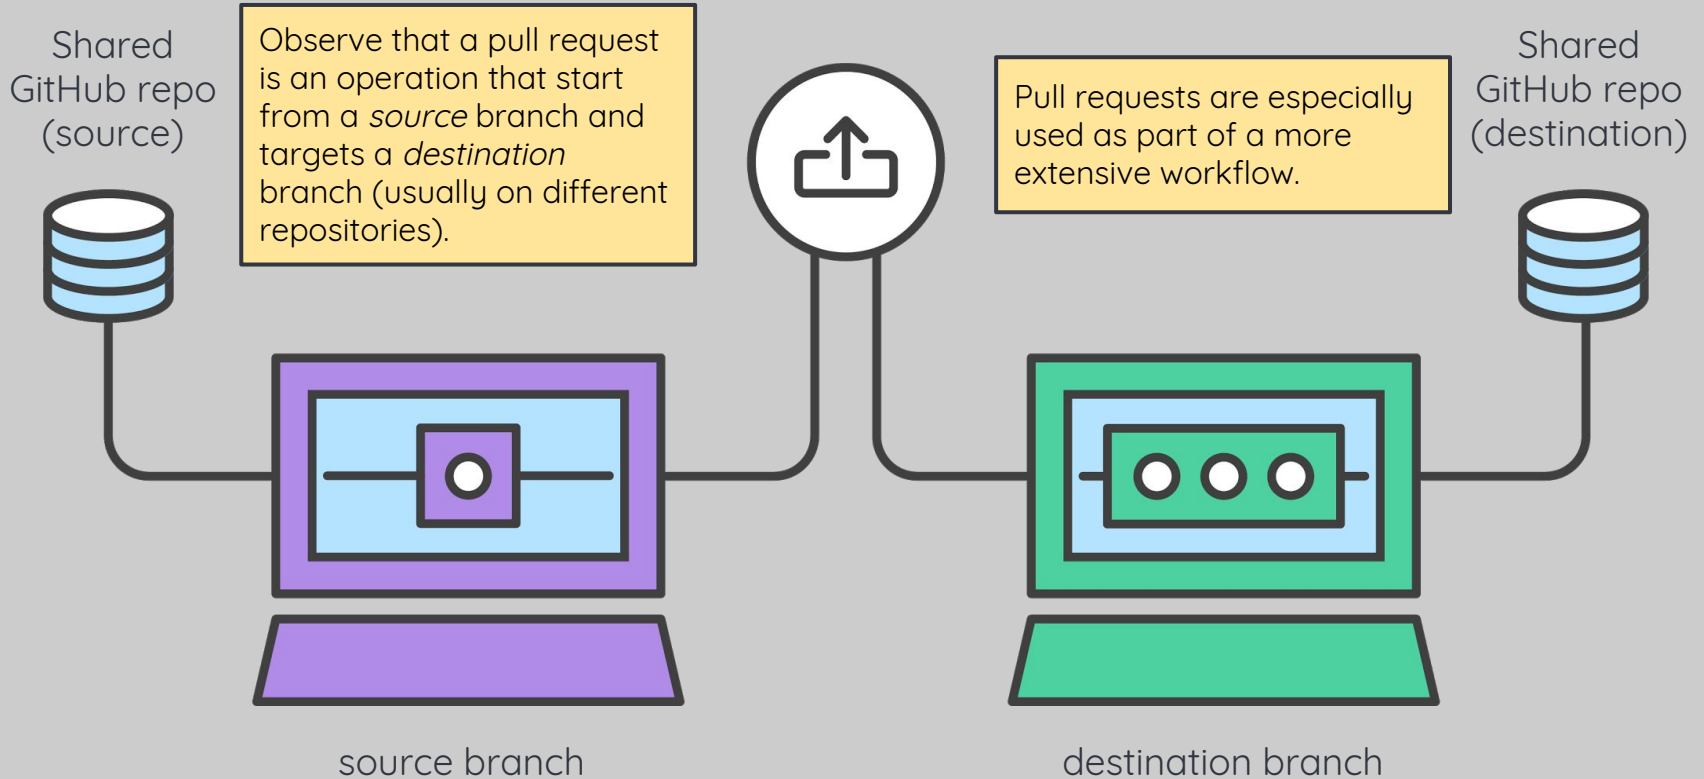 Shared
GitHub repo
(source)
Observe that a pull request
is an operation that start
from a source branch and
targets a destination
branch (usually on different
repositories).
Pull requests are especially
used as part of a more
extensive workflow.
Shared
GitHub repo
(destination)
source branch
destination branch